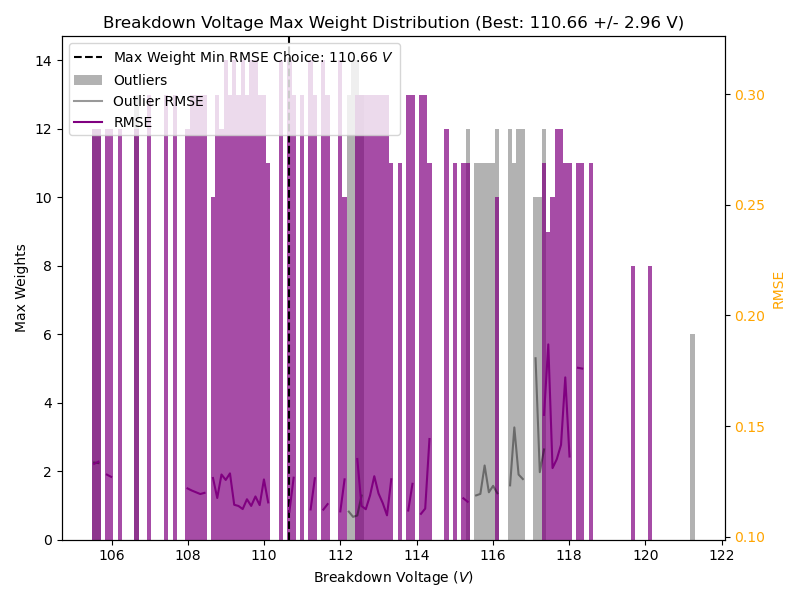 Breakdown Voltage Max Weight Distribution (Best: 110.66 +/- 2.96 V)
Max Weight Min RMSE Choice: 110.66 V
Outliers
Outlier RMSE
RMSE
14
12
10
8
6
4
2
0
Max Weights
0.30
0.25
0.20
0.15
0.10
RMSE
106 108 110 112 114 116 118 120 122
Breakdown Voltage (V)